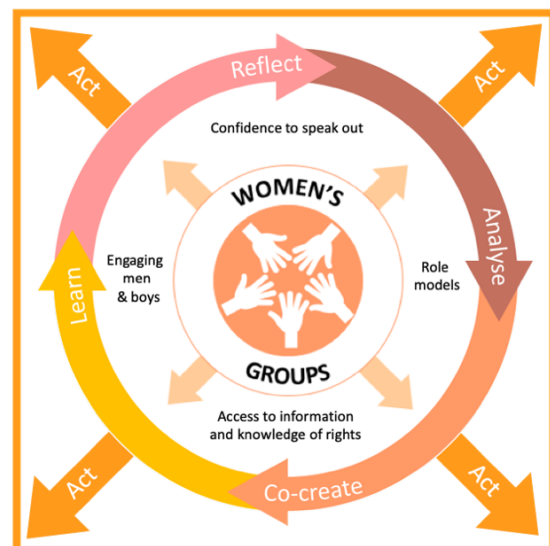 Act
Reflect
Act
Confidence to speak out
WOMEN'S
Analyse
Engaging
men
& boys
Role
models
Learn
GROUPS
Access to information
and knowledge of rights
Act
Co-create
Act